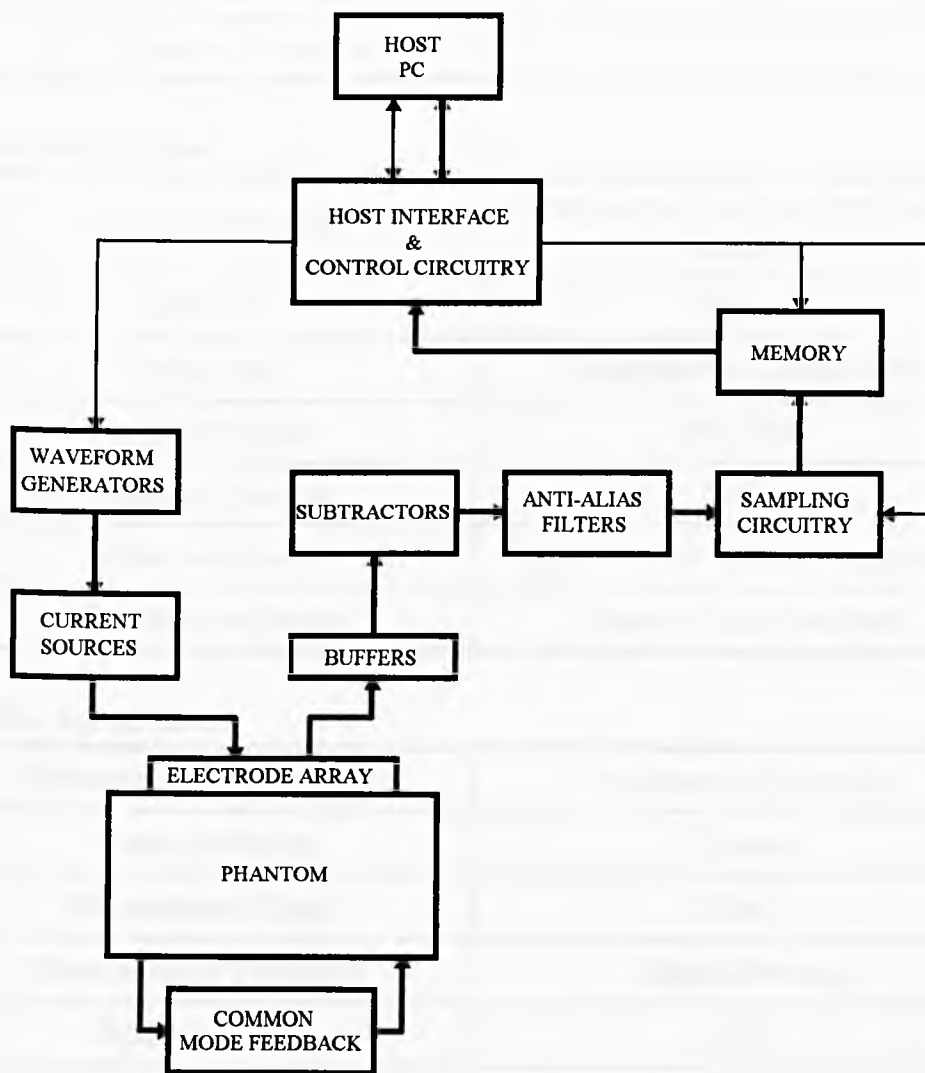 HOST
PC
HOST INTERFACE
&
CONTROL CIRCUITRY
MEMORY
WAVEFORM
GENERATORS
SUBTRACTORS
ANTI-ALIAS
FILTERS
SAMPLING
CIRCUITRY
CURRENT
SOURCES
BUFFERS
ELECTRODE ARRAY
PHANTOM
COMMON
MODE FEEDBACK